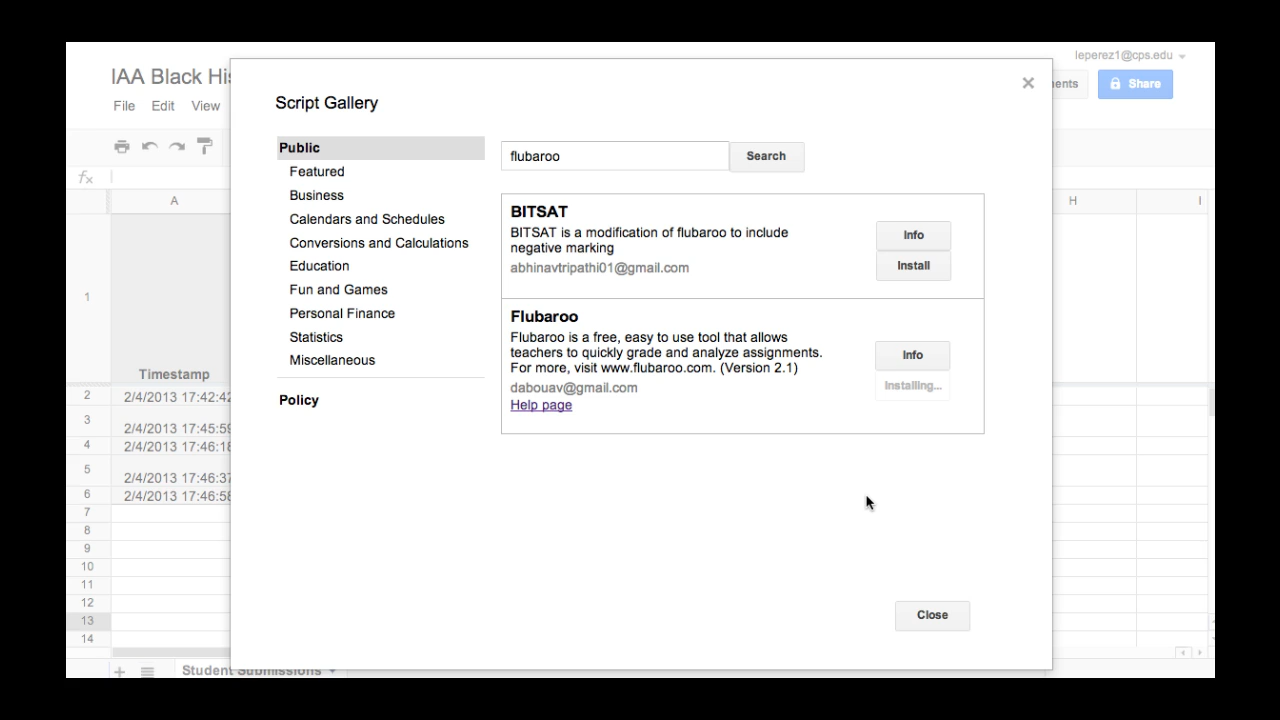 leperez1@cps.edu
IAA Black His
ents
Share
File Edit View
fx
A
H
I
1
Timestamp
2 2/4/2013 17:42:42
3 2/4/2013 17:45:59
4 2/4/2013 17:46:18
5 2/4/2013 17:46:37
6 2/4/2013 17:46:58
7
8
9
10
11
12
13
14
Student Submissions
Script Gallery
Public
Featured
Business
Calendars and Schedules
Conversions and Calculations
Education
Fun and Games
Personal Finance
Statistics
Miscellaneous
Policy
flubaroo
Search
BITSAT
BITSAT is a modification of flubaroo to include
negative marking
abhinavtripathi01@gmail.com
Info
Install
Flubaroo
Flubaroo is a free, easy to use tool that allows
teachers to quickly grade and analyze assignments.
For more, visit www.flubaroo.com. (Version 2.1)
dabouav@gmail.com
Help page
Info
Installing...
Close